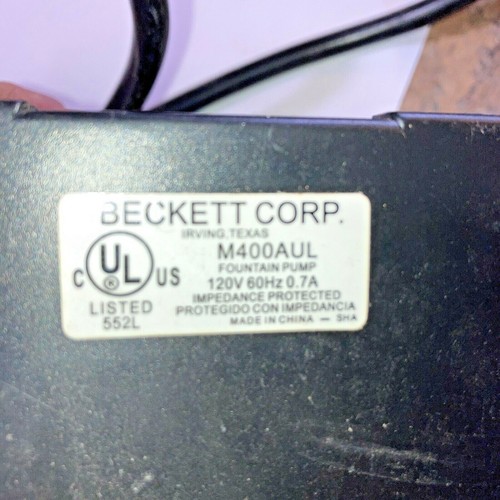 BECKETT CORP.
IRVING, TEXAS
M400AUL
FOUNTAIN PUMP
120V 60Hz 0.7A
IMPEDANCE PROTECTED
PROTEGIDO CON IMPEDANCIA
MADE IN CHINA — SHA
C UL ® US
LISTED
552L